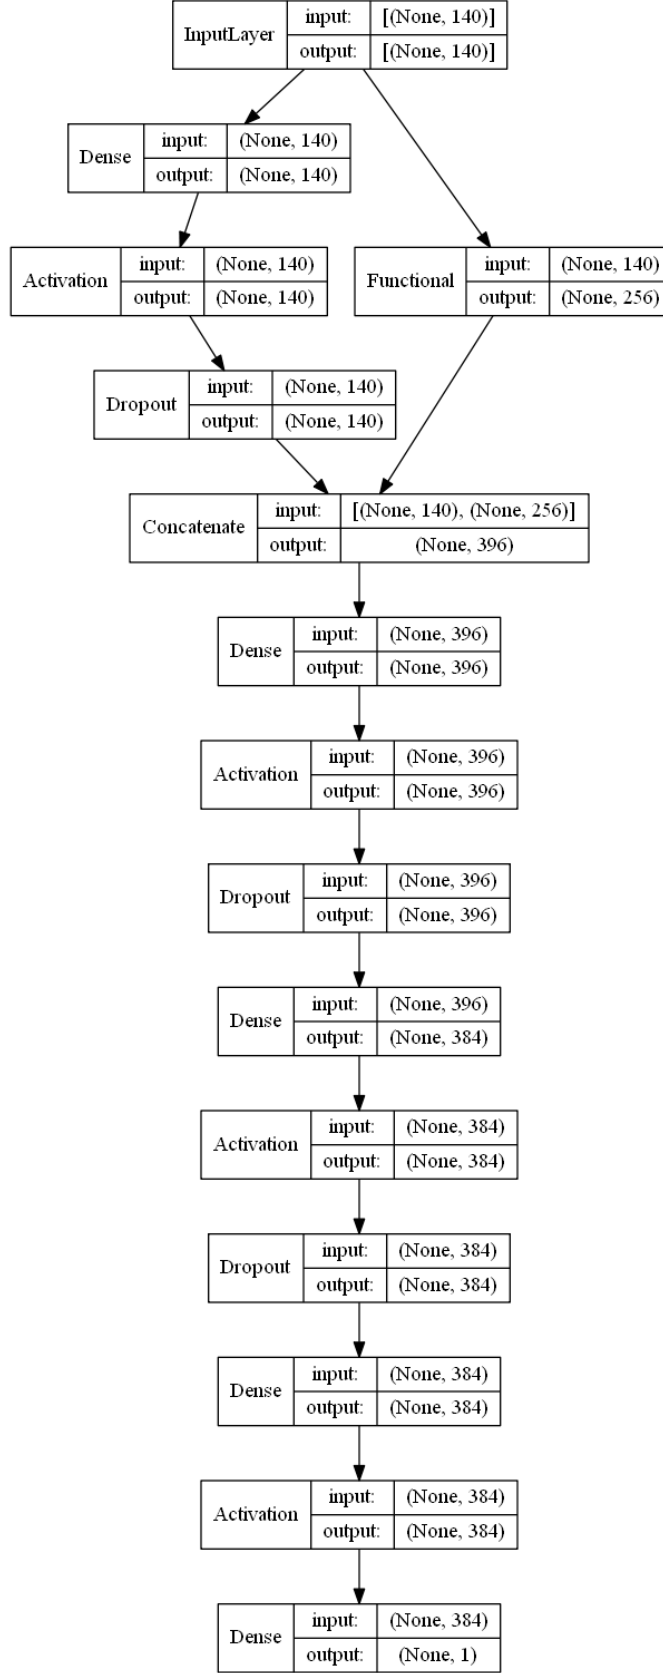 InputLayer input: [(None, 140)]
output: [(None, 140)]
Dense input: (None, 140)
output: (None, 140)
Activation input: (None, 140)
output: (None, 140)
Functional input: (None, 140)
output: (None, 256)
Dropout input: (None, 140)
output: (None, 140)
Concatenate input: [(None, 140), (None, 256)]
output: (None, 396)
Dense input: (None, 396)
output: (None, 396)
Activation input: (None, 396)
output: (None, 396)
Dropout input: (None, 396)
output: (None, 396)
Dense input: (None, 396)
output: (None, 384)
Activation input: (None, 384)
output: (None, 384)
Dropout input: (None, 384)
output: (None, 384)
Dense input: (None, 384)
output: (None, 384)
Activation input: (None, 384)
output: (None, 384)
Dense input: (None, 384)
output: (None, 1)